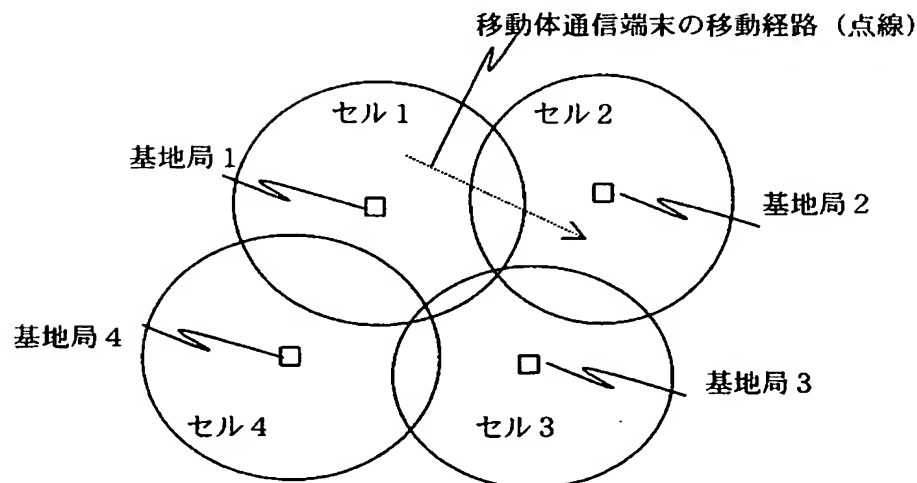 移動体通信端末の移動経路（点線）
セル１
セル２
基地局１
基地局２
基地局４
基地局３
セル４
セル３